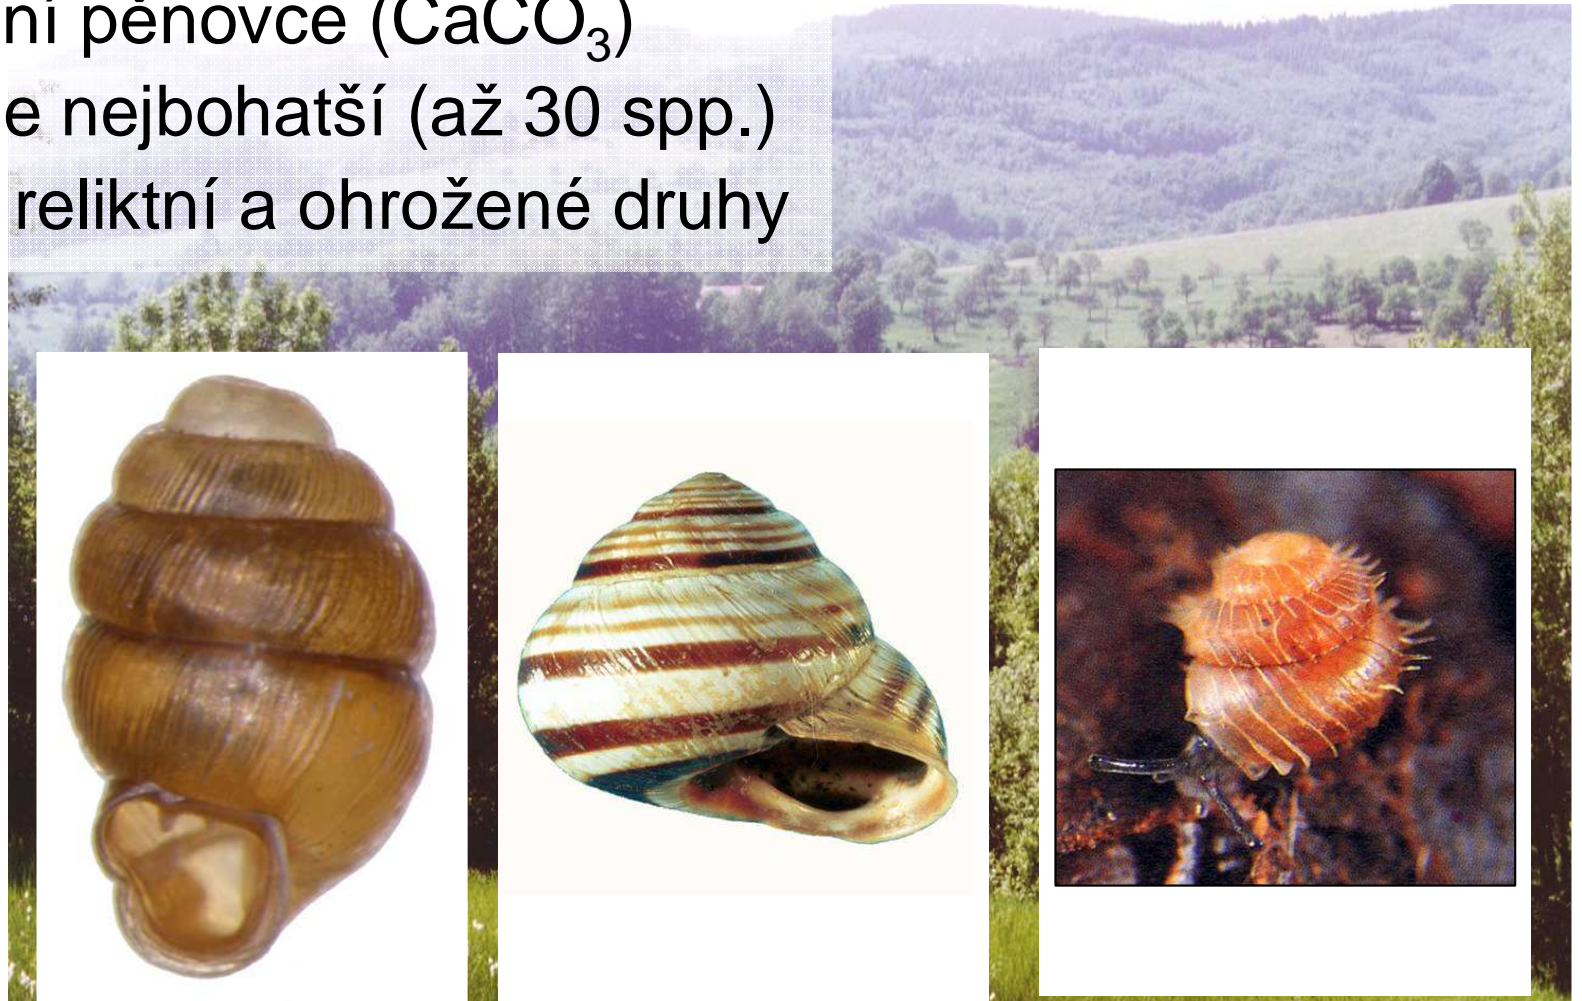 ní pěnovce (CaCO₃)
e nejbohatší (až 30 spp.)
reliktní a ohrožené druhy